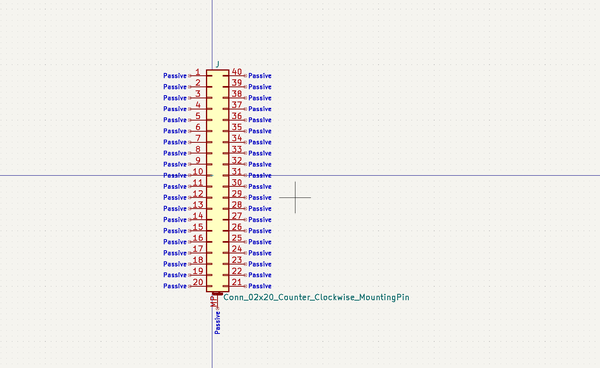 J
Passive 1 40 Passive
Passive 2 39 Passive
Passive 3 38 Passive
Passive 4 37 Passive
Passive 5 36 Passive
Passive 6 35 Passive
Passive 7 34 Passive
Passive 8 33 Passive
Passive 9 32 Passive
Passive 10 31 Passive
Passive 11 30 Passive
Passive 12 29 Passive
Passive 13 28 Passive
Passive 14 27 Passive
Passive 15 26 Passive
Passive 16 25 Passive
Passive 17 24 Passive
Passive 18 23 Passive
Passive 19 22 Passive
Passive 20 21 Passive
Conn_02x20_Counter_Clockwise_MountingPin
MP
Passive